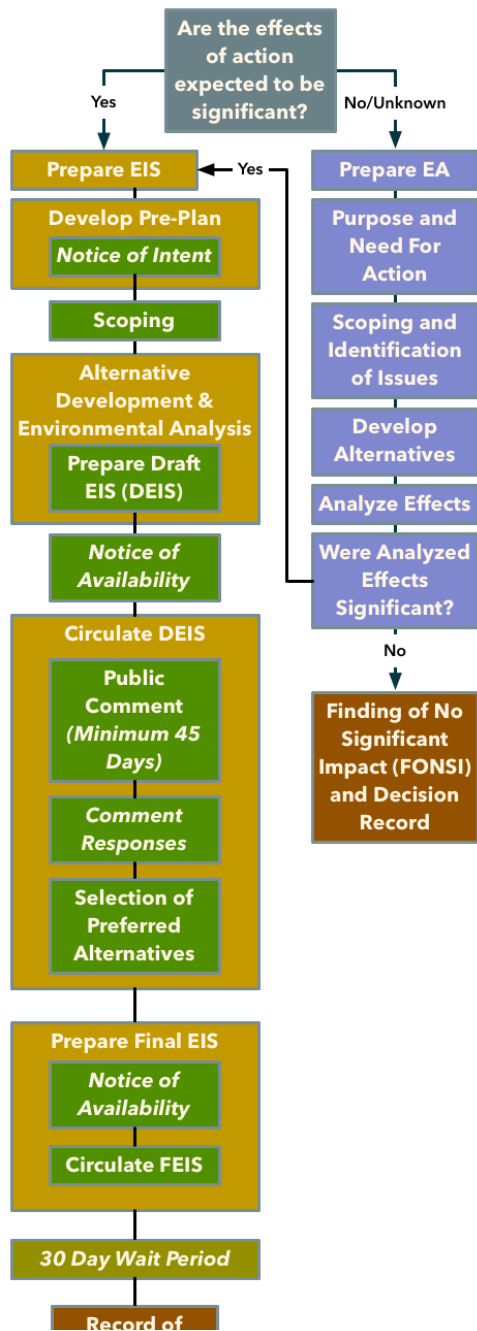 Are the effects
of action
expected to be
significant?
Yes
No/Unknown
Prepare EIS
Yes
Prepare EA
Develop Pre-Plan
Notice of Intent
Purpose and
Need For
Action
Scoping
Scoping and
Identification
of Issues
Alternative
Development &
Environmental Analysis
Prepare Draft
EIS (DEIS)
Develop
Alternatives
Analyze Effects
Notice of
Availability
Were Analyzed
Effects
Significant?
No
Circulate DEIS
Public
Comment
(Minimum 45
Days)
Comment
Responses
Selection of
Preferred
Alternatives
Finding of No
Significant
Impact (FONSI)
and Decision
Record
Prepare Final EIS
Notice of
Availability
Circulate FEIS
30 Day Wait Period
Record of